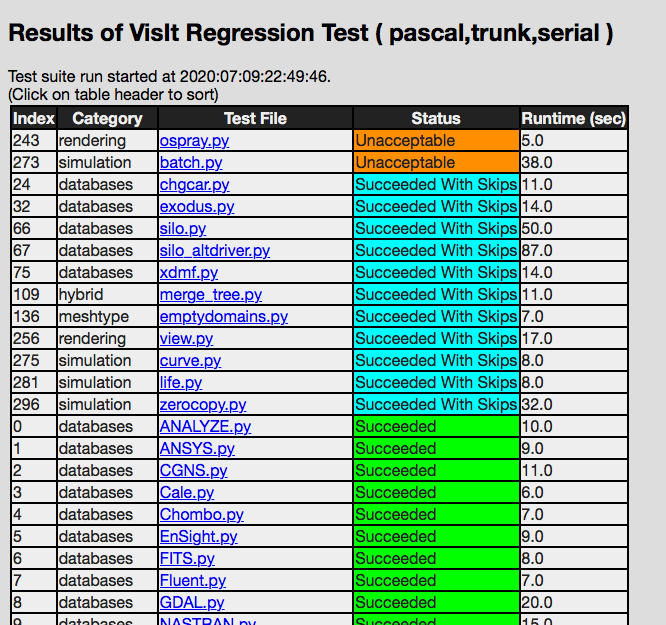 Results of VisIt Regression Test ( pascal,trunk,serial )
Test suite run started at 2020:07:09:22:49:46.
(Click on table header to sort)
Index Category Test File Status Runtime (sec)
243 rendering ospray.py Unacceptable 5.0
273 simulation batch.py Unacceptable 38.0
24 databases chgcar.py Succeeded With Skips 11.0
32 databases exodus.py Succeeded With Skips 14.0
66 databases silo.py Succeeded With Skips 50.0
67 databases silo_altdriver.py Succeeded With Skips 87.0
75 databases xdmf.py Succeeded With Skips 14.0
109 hybrid merge_tree.py Succeeded With Skips 11.0
136 meshtype emptydomains.py Succeeded With Skips 7.0
256 rendering view.py Succeeded With Skips 17.0
275 simulation curve.py Succeeded With Skips 8.0
281 simulation life.py Succeeded With Skips 8.0
296 simulation zerocopy.py Succeeded With Skips 32.0
0 databases ANALYZE.py Succeeded 10.0
1 databases ANSYS.py Succeeded 9.0
2 databases CGNS.py Succeeded 11.0
3 databases Cale.py Succeeded 6.0
4 databases Chombo.py Succeeded 7.0
5 databases EnSight.py Succeeded 9.0
6 databases FITS.py Succeeded 8.0
7 databases Fluent.py Succeeded 7.0
8 databases GDAL.py Succeeded 20.0
9 databases NASTRAN.py Succeeded 15.0